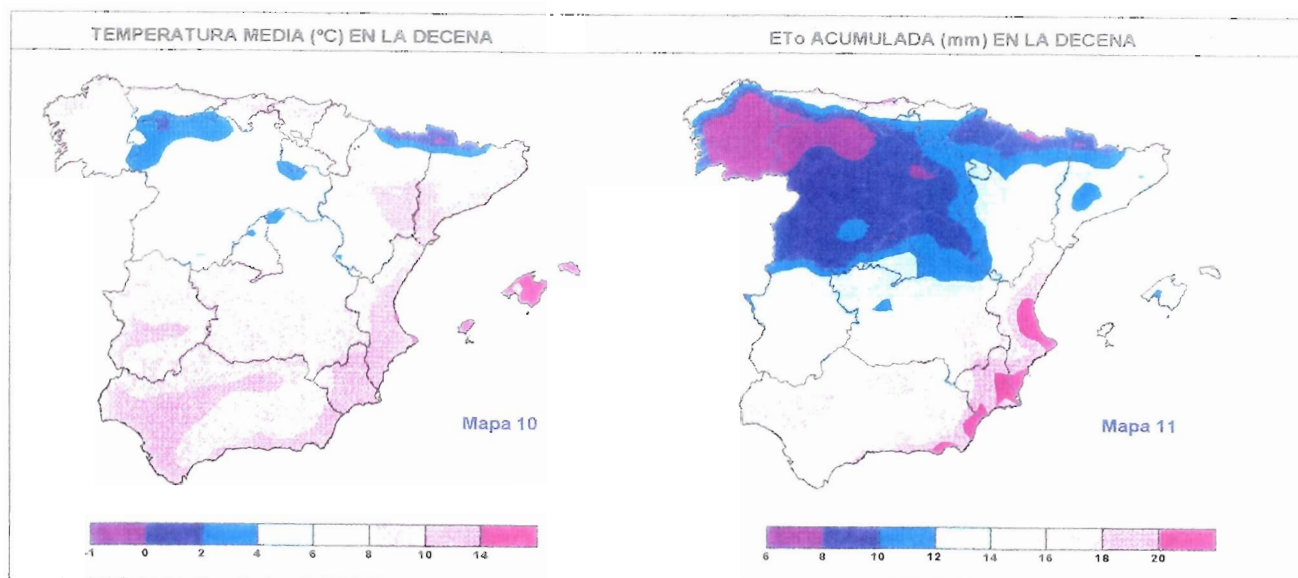 TEMPERATURA MEDIA (ºC) EN LA DECENA
ETo ACUMULADA (mm) EN LA DECENA
Mapa 10
Mapa 11
-1 0 2 4 6 8 10 14
6 8 10 12 14 16 18 20